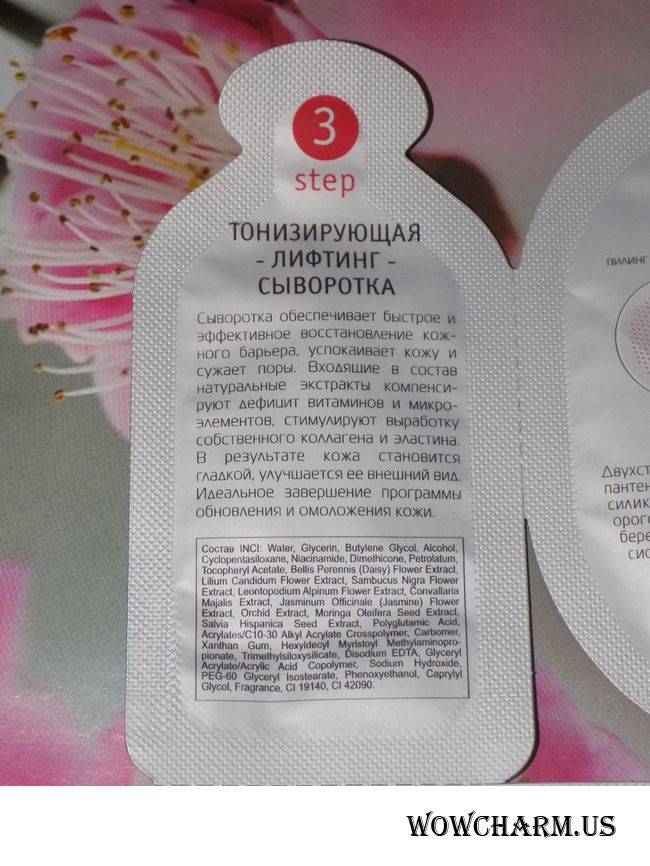 3
step
ТОНИЗИРУЮЩАЯ
- ЛИФТИНГ -
СЫВОРОТКА
Сыворотка обеспечивает быстрое и
эффективное восстановление кож-
ного барьера, успокаивает кожу и
сужает поры. Входящие в состав
натуральные экстракты компенси-
руют дефицит витаминов и микро-
элементов, стимулируют выработку
собственного коллагена и эластина.
В результате кожа становится
гладкой, улучшается ее внешний вид.
Идеальное завершение программы
обновления и омоложения кожи.
Состав INCI: Water, Glycerin, Butylene Glycol, Alcohol,
Cyclopentasiloxane, Niacinamide, Dimethicone, Petrolatum,
Tocopheryl Acetate, Bellis Perennis (Daisy) Flower Extract,
Lilium Candidum Flower Extract, Sambucus Nigra Flower
Extract, Leontopodium Alpinum Flower Extract, Convallaria
Majalis Extract, Jasminum Officinale (Jasmine) Flower
Extract, Orchid Extract, Moringa Oleifera Seed Extract,
Salvia Hispanica Seed Extract, Polyglutamic Acid,
Acrylates/C10-30 Alkyl Acrylate Crosspolymer, Carbomer,
Xanthan Gum, Hexyldecyl Myristoyl Methylaminopro-
pionate, Trimethylsiloxysilicate, Disodium EDTA, Glyceryl
Acrylate/Acrylic Acid Copolymer, Sodium Hydroxide,
PEG-60 Glyceryl Isostearate, Phenoxyethanol, Caprylyl
Glycol, Fragrance, CI 19140, CI 42090.
ПИЛИНГ
Двухст
пантен
силик
орого
бере
сис
WOWCHARM.US